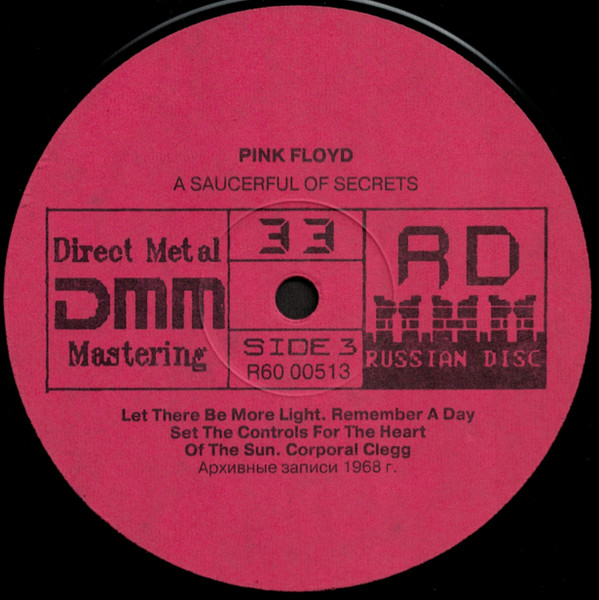 PINK FLOYD
A SAUCERFUL OF SECRETS
Direct Metal
DMM
Mastering
33
SIDE 3
R60 00513
RD
RUSSIAN DISC
Let There Be More Light. Remember A Day
Set The Controls For The Heart
Of The Sun. Corporal Clegg
Архивные записи 1968 г.